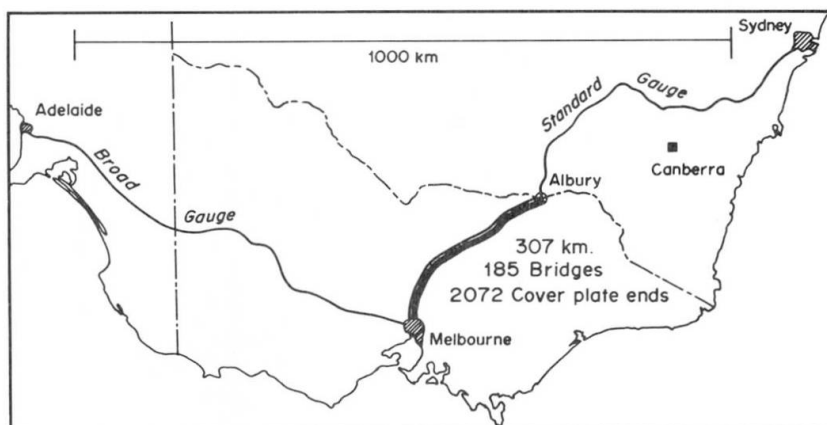 Sydney
1000 km
Standard Gauge
Adelaide
Broad Gauge
Canberra
Albury
307 km.
185 Bridges
2072 Cover plate ends
Melbourne